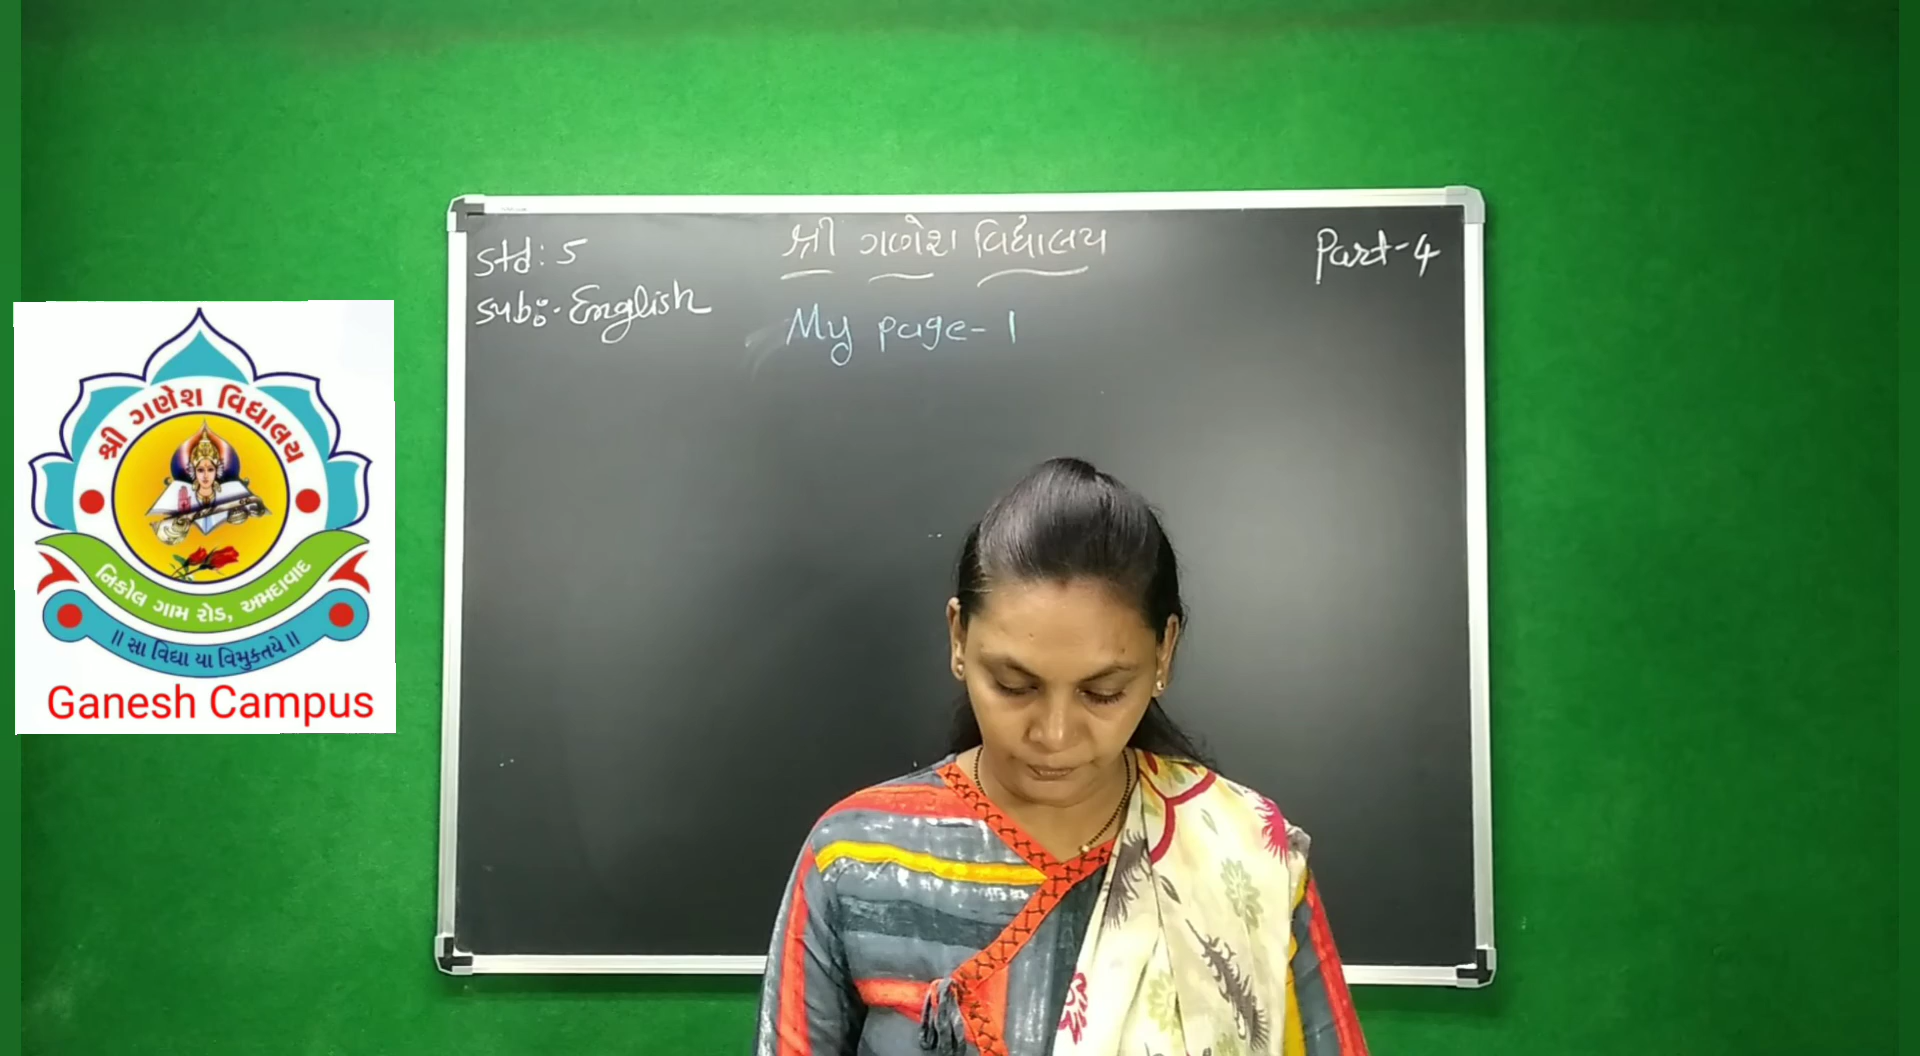 શ્રી ગણેશ વિદ્યાલય
Std: 5
Part-4
Sub:- English
My page-1
શ્રી ગણેશ વિદ્યાલય
નિકોલ ગામ રોડ, અમદાવાદ
॥ સા વિદ્યા યા વિમુક્તયે ॥
Ganesh Campus